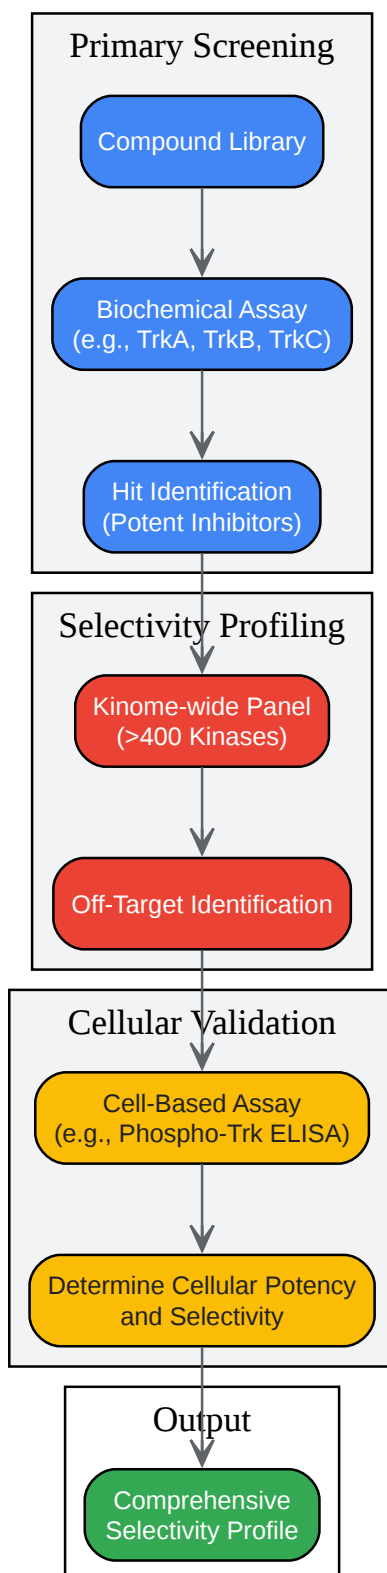 Primary Screening
Compound Library
Biochemical Assay
(e.g., TrkA, TrkB, TrkC)
Hit Identification
(Potent Inhibitors)
Selectivity Profiling
Kinome-wide Panel
(>400 Kinases)
Off-Target Identification
Cellular Validation
Cell-Based Assay
(e.g., Phospho-Trk ELISA)
Determine Cellular Potency
and Selectivity
Output
Comprehensive
Selectivity Profile